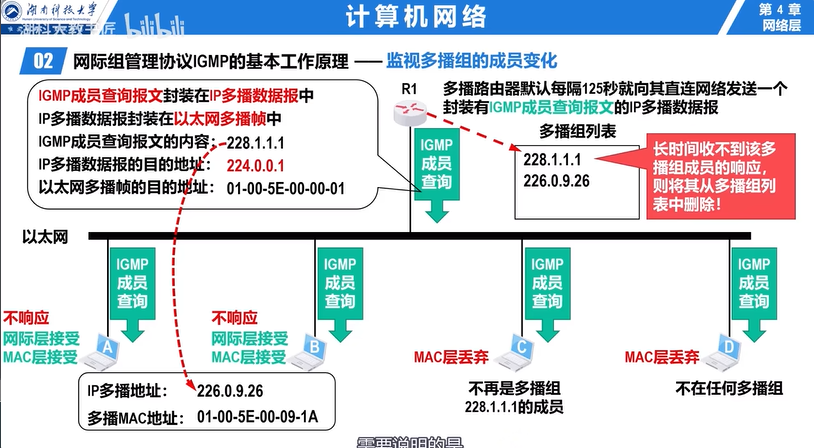 湖南科技大学
计算机网络
第 4 章
网络层
湖科大教书匠 bilibili
02 网际组管理协议IGMP的基本工作原理 —— 监视多播组的成员变化
IGMP成员查询报文封装在IP多播数据报中
IP多播数据报封装在以太网多播帧中
IGMP成员查询报文的内容：228.1.1.1
IP多播数据报的目的地址：224.0.0.1
以太网多播帧的目的地址：01-00-5E-00-00-01
R1
IGMP
成员
查询
多播路由器默认每隔125秒就向其直连网络发送一个
封装有IGMP成员查询报文的IP多播数据报
多播组列表
228.1.1.1
226.0.9.26
长时间收不到该多
播组成员的响应，
则将其从多播组列
表中删除！
以太网
IGMP
成员
查询
IGMP
成员
查询
IGMP
成员
查询
IGMP
成员
查询
不响应
网际层接受
MAC层接受
A
不响应
网际层接受
MAC层接受
B
MAC层丢弃
C
MAC层丢弃
D
IP多播地址： 226.0.9.26
多播MAC地址： 01-00-5E-00-09-1A
不再是多播组
228.1.1.1的成员
不在任何多播组
需要说明的是